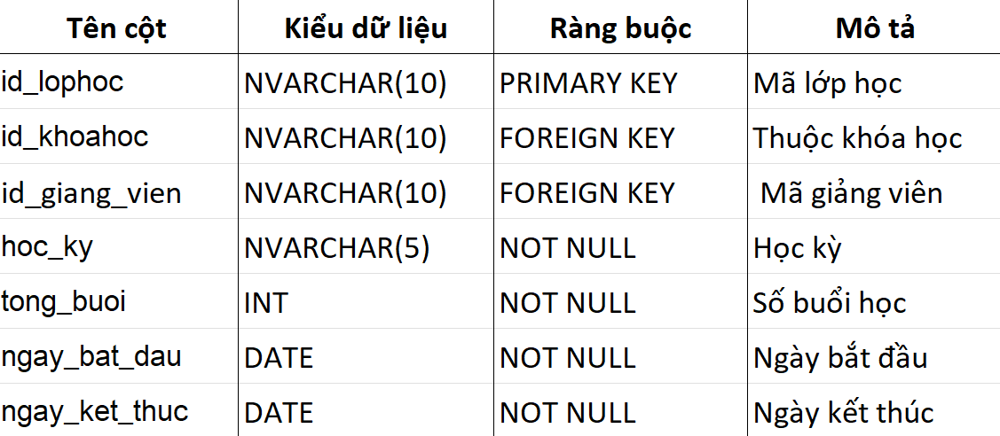 Tên cột Kiểu dữ liệu Ràng buộc Mô tả
id_lophoc NVARCHAR(10) PRIMARY KEY Mã lớp học
id_khoahoc NVARCHAR(10) FOREIGN KEY Thuộc khóa học
id_giang_vien NVARCHAR(10) FOREIGN KEY Mã giảng viên
hoc_ky NVARCHAR(5) NOT NULL Học kỳ
tong_buoi INT NOT NULL Số buổi học
ngay_bat_dau DATE NOT NULL Ngày bắt đầu
ngay_ket_thuc DATE NOT NULL Ngày kết thúc